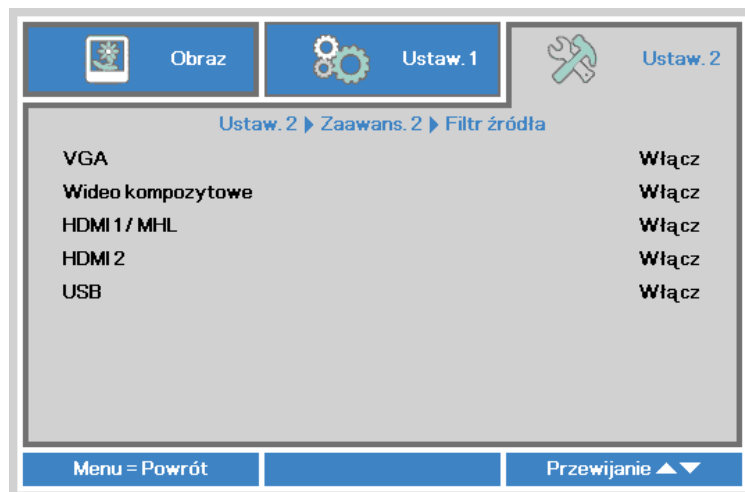 Obraz
Ustaw. 1
Ustaw. 2
Ustaw. 2 ▶ Zaawans. 2 ▶ Filtr źródła
VGA Włącz
Wideo kompozytowe Włącz
HDMI 1 / MHL Włącz
HDMI 2 Włącz
USB Włącz
Menu = Powrót
Przewijanie ▲▼